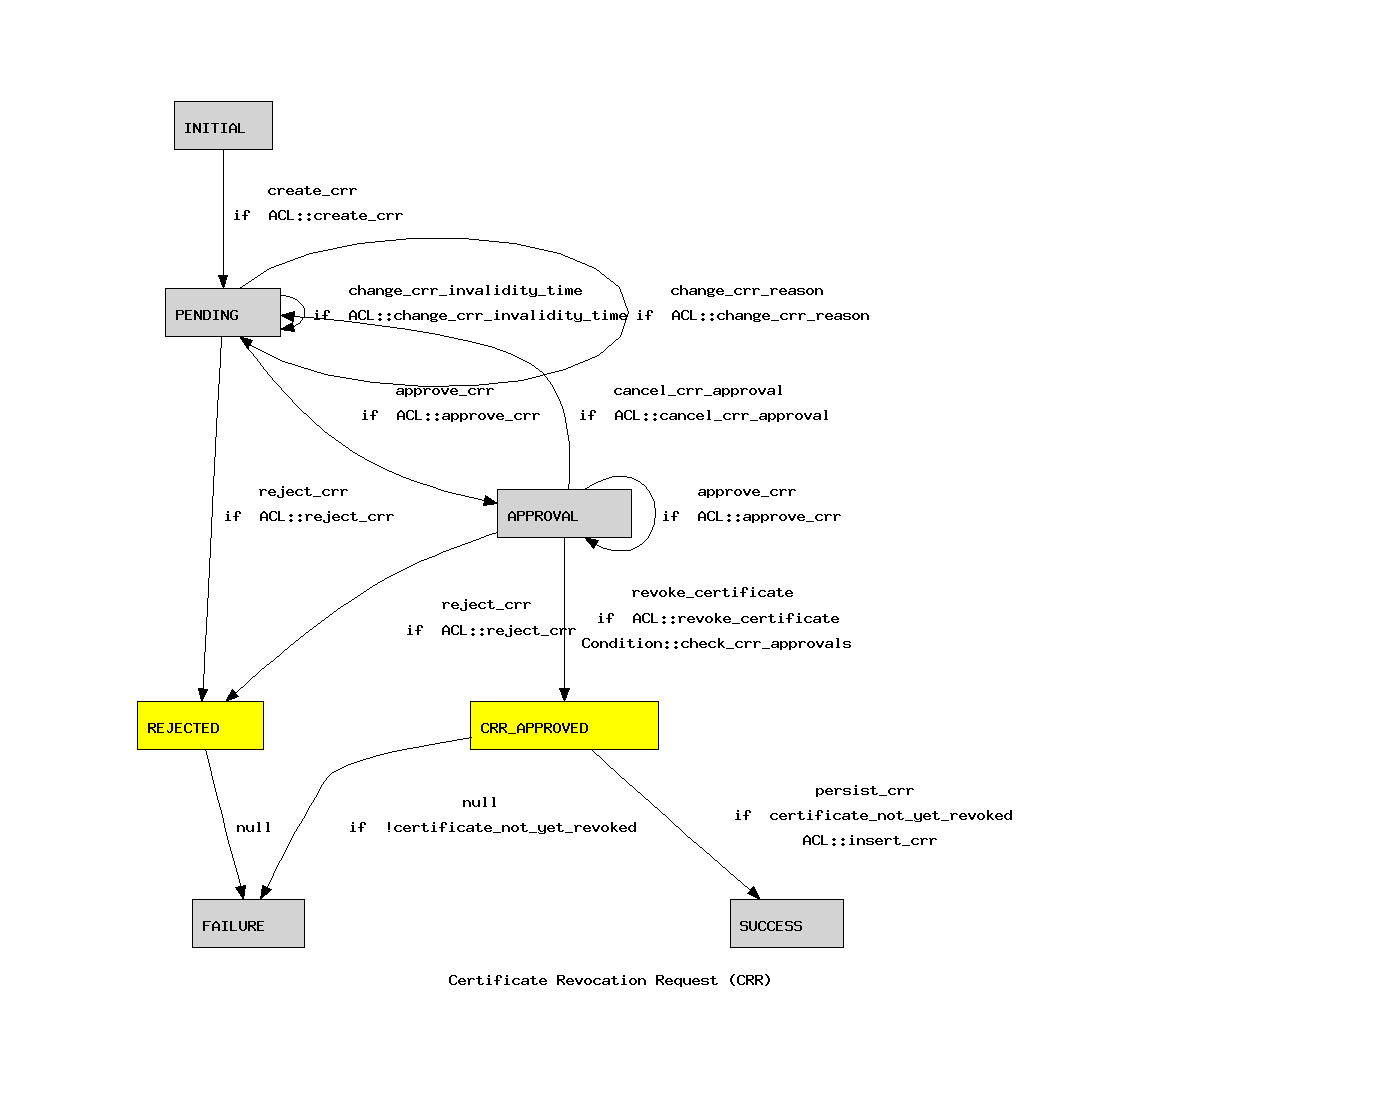 INITIAL
create_crr
if ACL::create_crr
change_crr_invalidity_time
if ACL::change_crr_invalidity_time
change_crr_reason
if ACL::change_crr_reason
PENDING
approve_crr
if ACL::approve_crr
cancel_crr_approval
if ACL::cancel_crr_approval
reject_crr
if ACL::reject_crr
APPROVAL
approve_crr
if ACL::approve_crr
reject_crr
if ACL::reject_crr
revoke_certificate
if ACL::revoke_certificate
Condition::check_crr_approvals
REJECTED
CRR_APPROVED
null
null
if !certificate_not_yet_revoked
persist_crr
if certificate_not_yet_revoked
ACL::insert_crr
FAILURE
SUCCESS
Certificate Revocation Request (CRR)